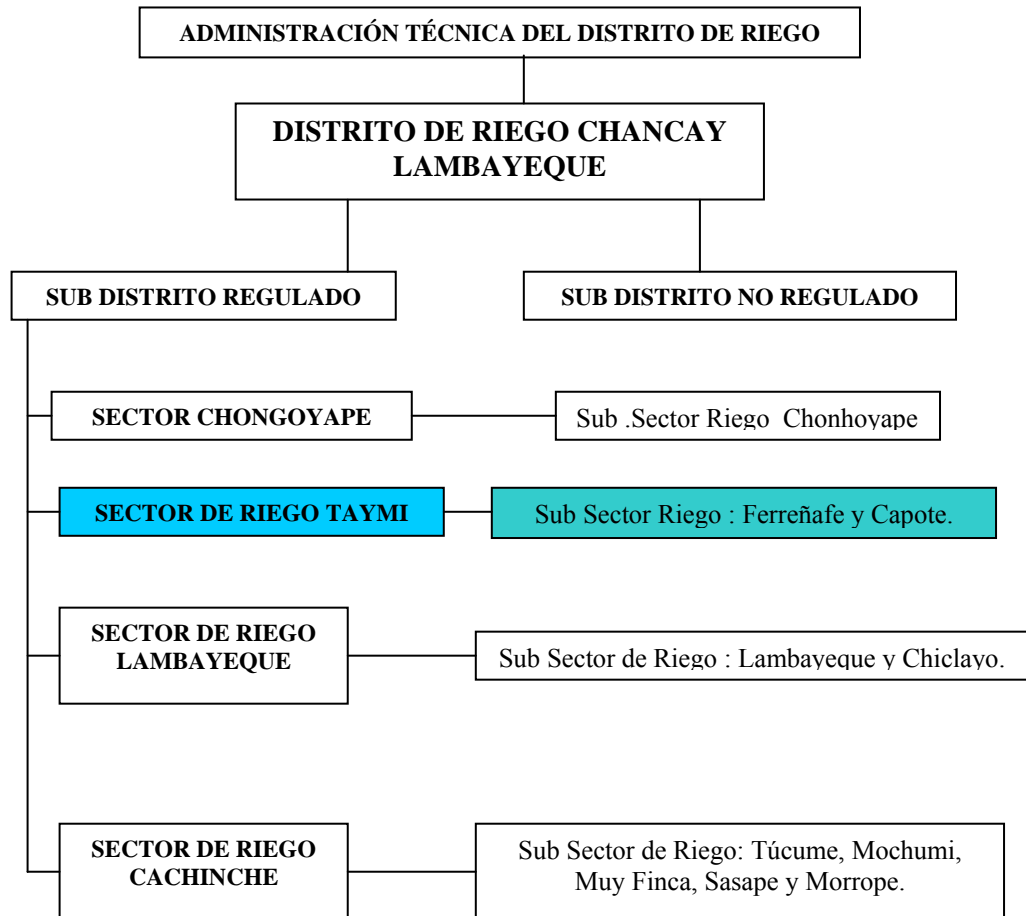 ADMINISTRACIÓN TÉCNICA DEL DISTRITO DE RIEGO
DISTRITO DE RIEGO CHANCAY
LAMBAYEQUE
SUB DISTRITO REGULADO
SUB DISTRITO NO REGULADO
SECTOR CHONGOYAPE
Sub .Sector Riego Chonhoyape
SECTOR DE RIEGO TAYMI
Sub Sector Riego : Ferreñafe y Capote.
SECTOR DE RIEGO
LAMBAYEQUE
Sub Sector de Riego : Lambayeque y Chiclayo.
SECTOR DE RIEGO
CACHINCHE
Sub Sector de Riego: Túcume, Mochumi,
Muy Finca, Sasape y Morrope.